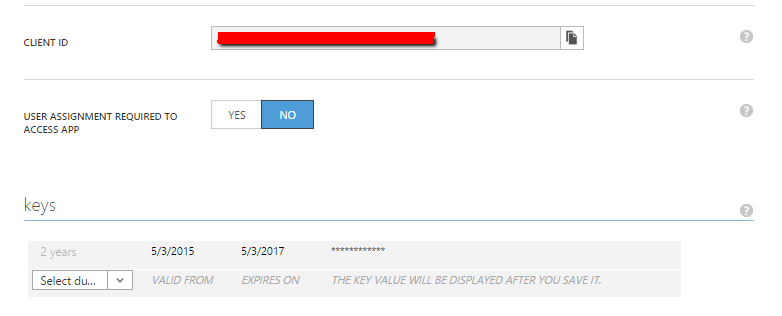 CLIENT ID
?
USER ASSIGNMENT REQUIRED TO
ACCESS APP
YES NO
?
keys
?
2 years 5/3/2015 5/3/2017 ************
Select du... VALID FROM EXPIRES ON THE KEY VALUE WILL BE DISPLAYED AFTER YOU SAVE IT.